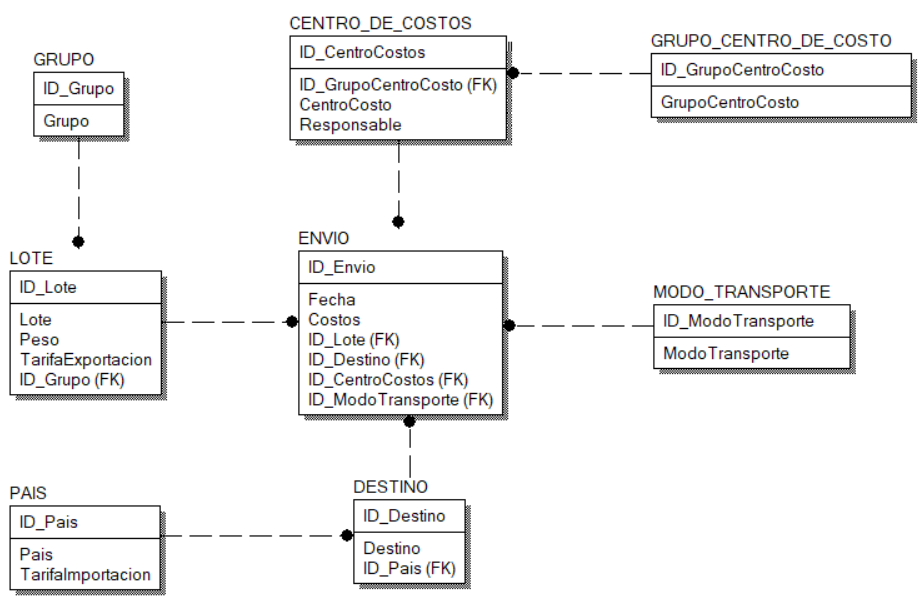 CENTRO_DE_COSTOS
ID_CentroCostos
ID_GrupoCentroCosto (FK)
CentroCosto
Responsable
GRUPO_CENTRO_DE_COSTO
ID_GrupoCentroCosto
GrupoCentroCosto
GRUPO
ID_Grupo
Grupo
LOTE
ID_Lote
Lote
Peso
TarifaExportacion
ID_Grupo (FK)
ENVIO
ID_Envio
Fecha
Costos
ID_Lote (FK)
ID_Destino (FK)
ID_CentroCostos (FK)
ID_ModoTransporte (FK)
MODO_TRANSPORTE
ID_ModoTransporte
ModoTransporte
PAIS
ID_Pais
Pais
TarifaImportacion
DESTINO
ID_Destino
Destino
ID_Pais (FK)